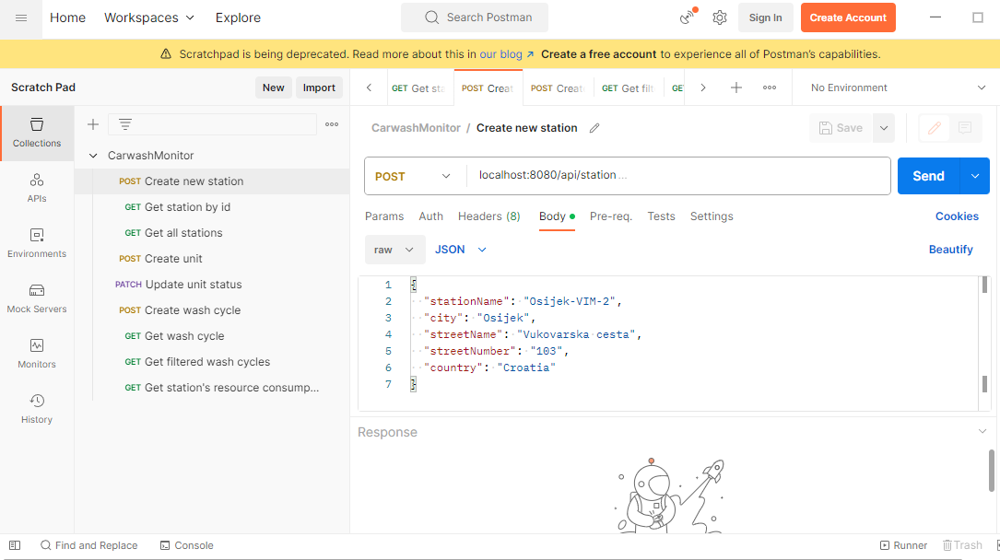 Home Workspaces Explore Search Postman Sign In Create Account
Scratchpad is being deprecated. Read more about this in our blog ↗ Create a free account to experience all of Postman's capabilities.
Scratch Pad New Import
GET Get sta POST Creat POST Create GET Get filt GE No Environment
Collections
APIs
Environments
Mock Servers
Monitors
History
CarwashMonitor
POST Create new station
GET Get station by id
GET Get all stations
POST Create unit
PATCH Update unit status
POST Create wash cycle
GET Get wash cycle
GET Get filtered wash cycles
GET Get station's resource consump...
CarwashMonitor / Create new station Save
POST localhost:8080/api/station ... Send
Params Auth Headers (8) Body Pre-req. Tests Settings Cookies
raw JSON Beautify
1 {
2 "stationName": "Osijek-VIM-2",
3 "city": "Osijek",
4 "streetName": "Vukovarska cesta",
5 "streetNumber": "103",
6 "country": "Croatia"
7 }
Response
Find and Replace Console Runner Trash